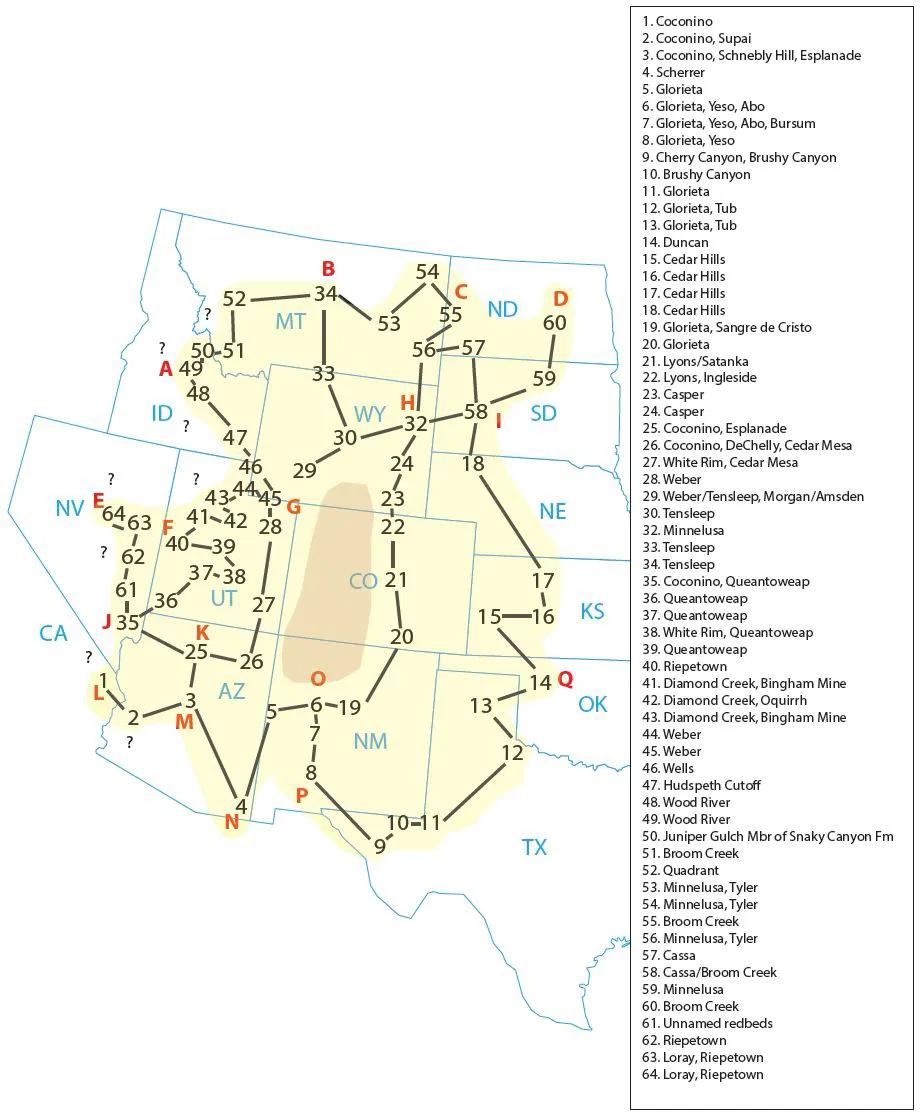 B
54
52
34
C
D
?
MT
53
55
ND
60
?
50
51
56
57
A
49
33
59
48
H
ID
WY
SD
32
58
I
?
47
30
46
24
18
29
?
?
44
43
45
23
E
G
NV
64
63
F
41
42
28
22
NE
?
62
40
39
37
38
CO
21
17
61
36
UT
27
15
16
KS
J
35
K
20
CA
25
26
?
O
14
Q
1
L
AZ
3
6
19
13
OK
2
M
5
?
7
NM
12
8
P
4
N
10
11
9
TX
1. Coconino
2. Coconino, Supai
3. Coconino, Schnebly Hill, Esplanade
4. Scherrer
5. Glorieta
6. Glorieta, Yeso, Abo
7. Glorieta, Yeso, Abo, Bursum
8. Glorieta, Yeso
9. Cherry Canyon, Brushy Canyon
10. Brushy Canyon
11. Glorieta
12. Glorieta, Tub
13. Glorieta, Tub
14. Duncan
15. Cedar Hills
16. Cedar Hills
17. Cedar Hills
18. Cedar Hills
19. Glorieta, Sangre de Cristo
20. Glorieta
21. Lyons/Satanka
22. Lyons, Ingleside
23. Casper
24. Casper
25. Coconino, Esplanade
26. Coconino, DeChelly, Cedar Mesa
27. White Rim, Cedar Mesa
28. Weber
29. Weber/Tensleep, Morgan/Amsden
30. Tensleep
32. Minnelusa
33. Tensleep
34. Tensleep
35. Coconino, Queantoweap
36. Queantoweap
37. Queantoweap
38. White Rim, Queantoweap
39. Queantoweap
40. Riepetown
41. Diamond Creek, Bingham Mine
42. Diamond Creek, Oquirrh
43. Diamond Creek, Bingham Mine
44. Weber
45. Weber
46. Wells
47. Hudspeth Cutoff
48. Wood River
49. Wood River
50. Juniper Gulch Mbr of Snaky Canyon Fm
51. Broom Creek
52. Quadrant
53. Minnelusa, Tyler
54. Minnelusa, Tyler
55. Broom Creek
56. Minnelusa, Tyler
57. Cassa
58. Cassa/Broom Creek
59. Minnelusa
60. Broom Creek
61. Unnamed redbeds
62. Riepetown
63. Loray, Riepetown
64. Loray, Riepetown